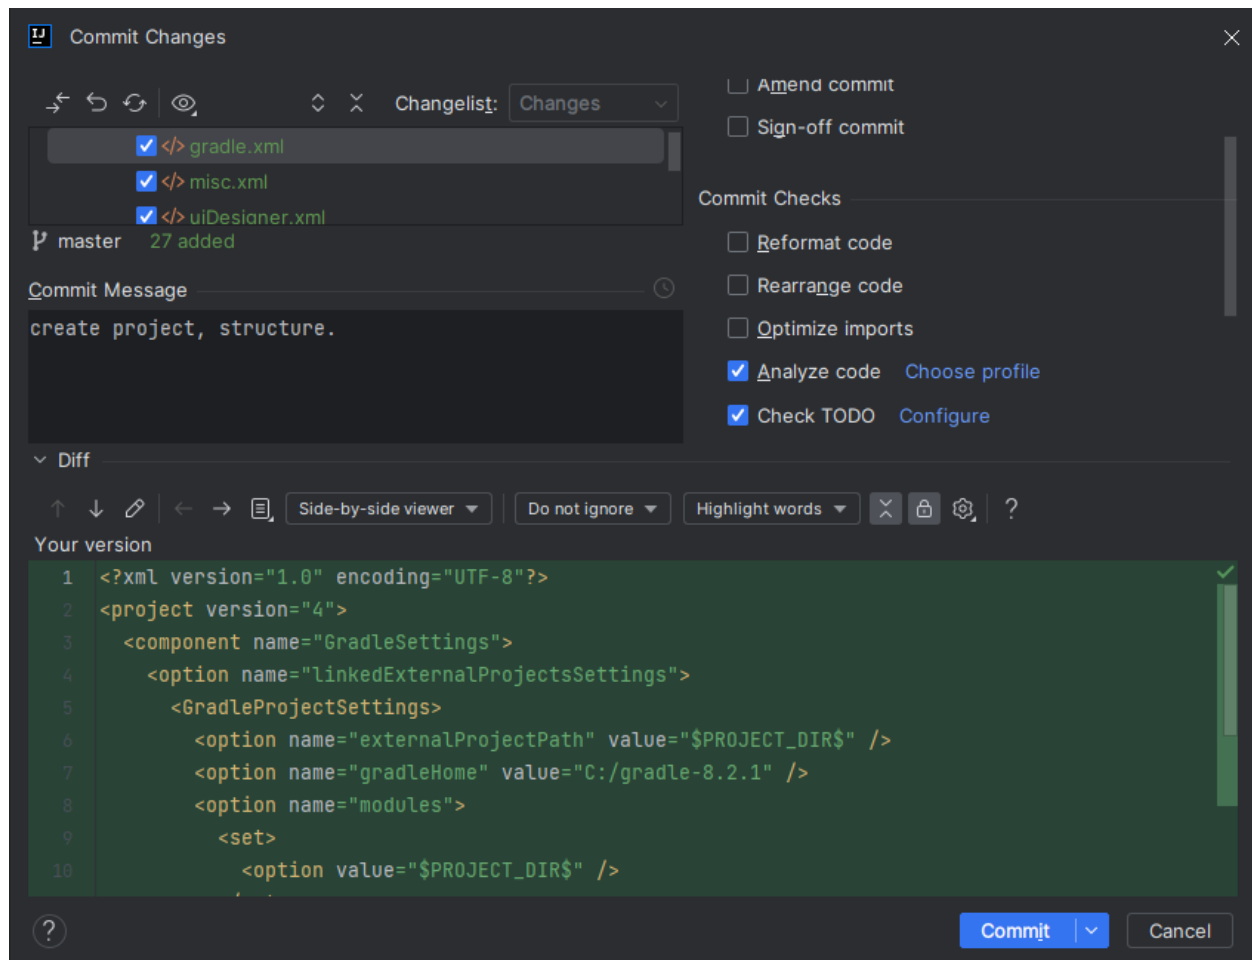 IJ Commit Changes
Changelist: Changes
gradle.xml
misc.xml
uiDesigner.xml
master 27 added
Commit Message
create project, structure.
Amend commit
Sign-off commit
Commit Checks
Reformat code
Rearrange code
Optimize imports
Analyze code Choose profile
Check TODO Configure
Diff
Side-by-side viewer Do not ignore Highlight words ?
Your version
1 <?xml version="1.0" encoding="UTF-8"?>
2 <project version="4">
3 <component name="GradleSettings">
4 <option name="linkedExternalProjectsSettings">
5 <GradleProjectSettings>
6 <option name="externalProjectPath" value="$PROJECT_DIR$" />
7 <option name="gradleHome" value="C:/gradle-8.2.1" />
8 <option name="modules">
9 <set>
10 <option value="$PROJECT_DIR$" />
? Commit Cancel